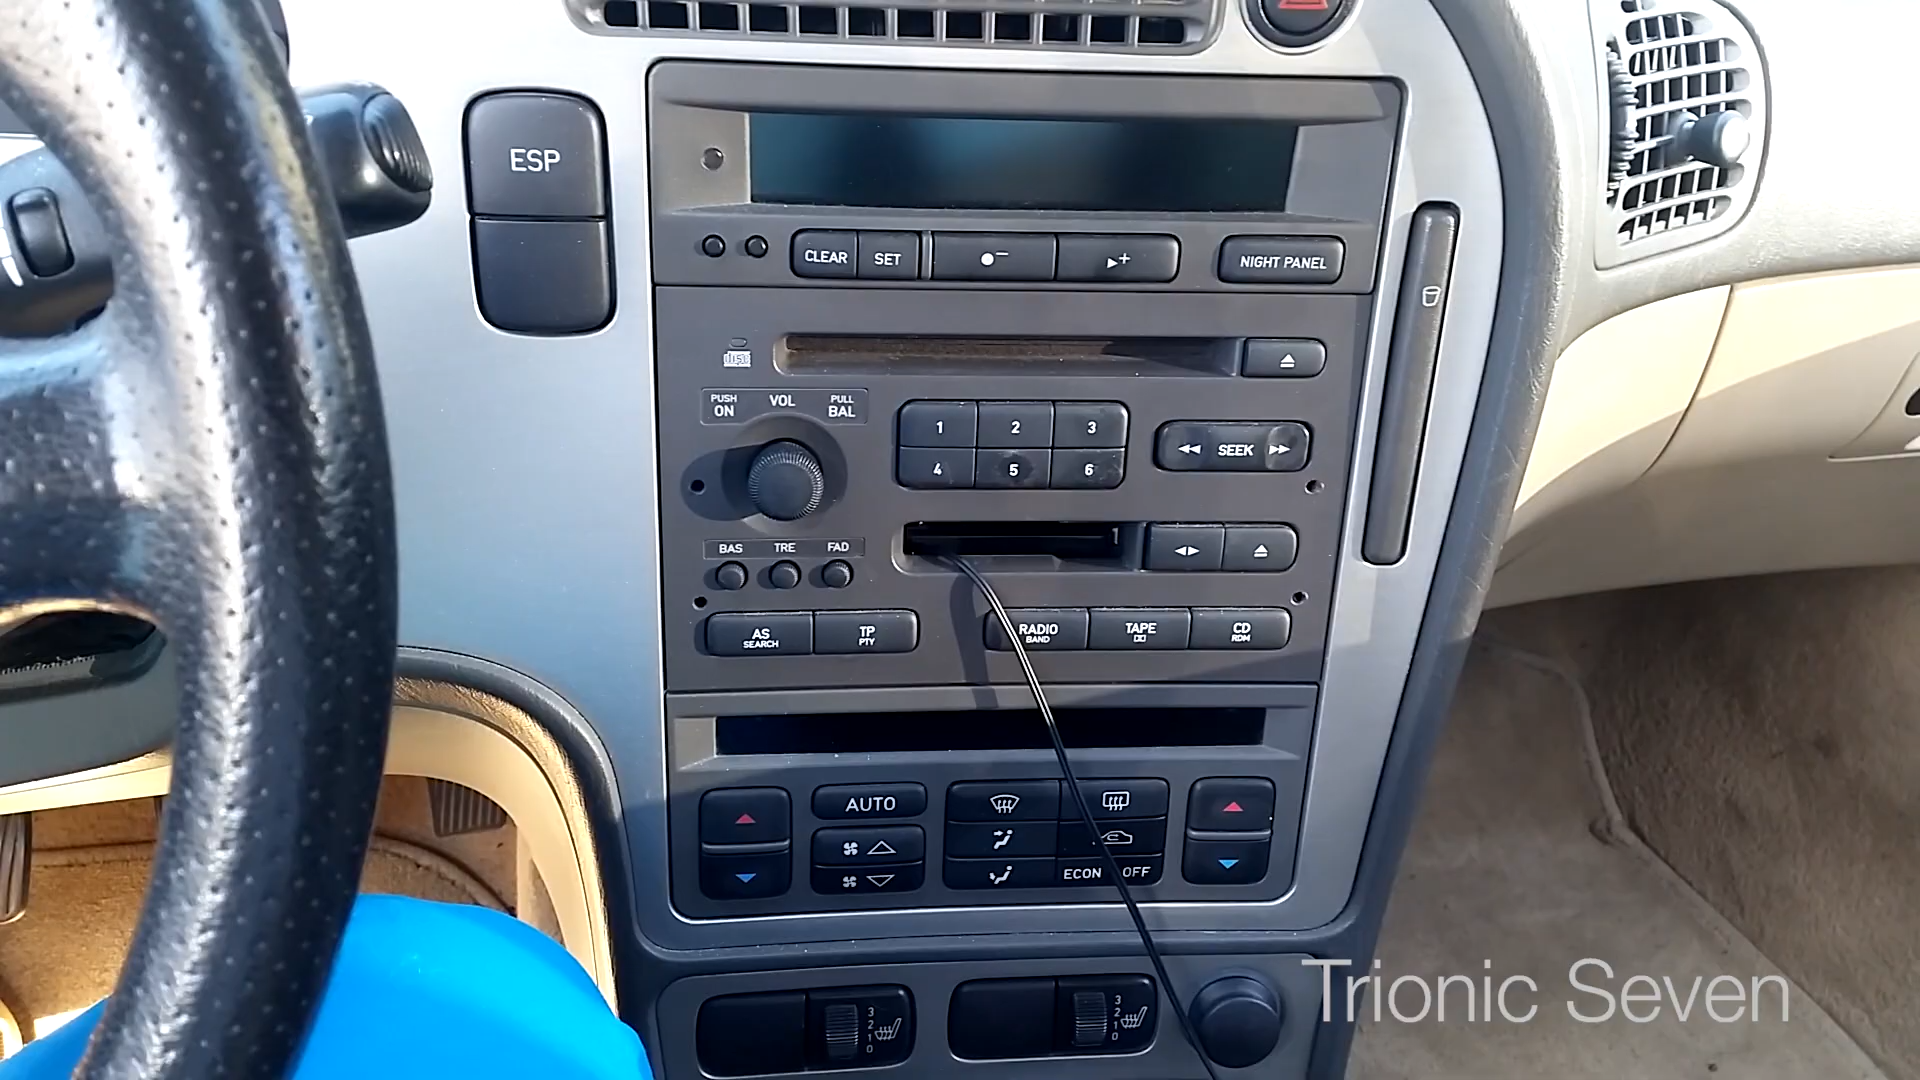 ESP
CLEAR SET - + NIGHT PANEL
disc
PUSH ON VOL PULL BAL
1 2 3
4 5 6
SEEK
BAS TRE FAD
AS SEARCH TP PTY RADIO BAND TAPE CD RDM
AUTO
ECON OFF
3 2 1 0
3 2 1 0
Trionic Seven